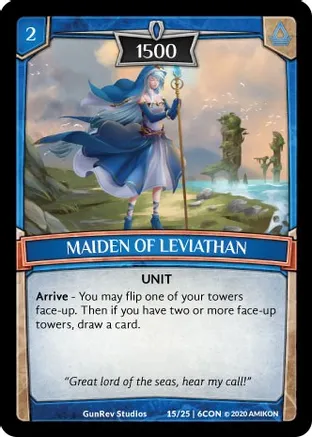 2
1500
MAIDEN OF LEVIATHAN
UNIT
Arrive - You may flip one of your towers
face-up. Then if you have two or more face-up
towers, draw a card.
“Great lord of the seas, hear my call!”
GunRev Studios 15/25 | 6CON © 2020 AMIKON